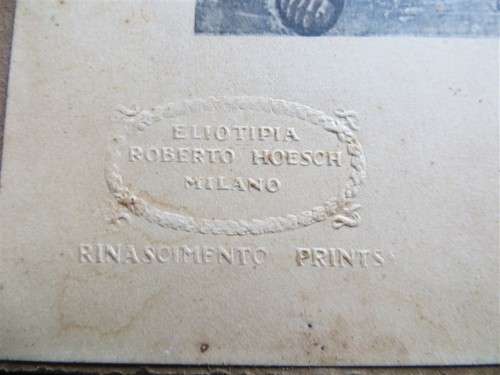 ELIOTIPIA
ROBERTO HOESCH
MILANO
RINASCIMENTO PRINTS